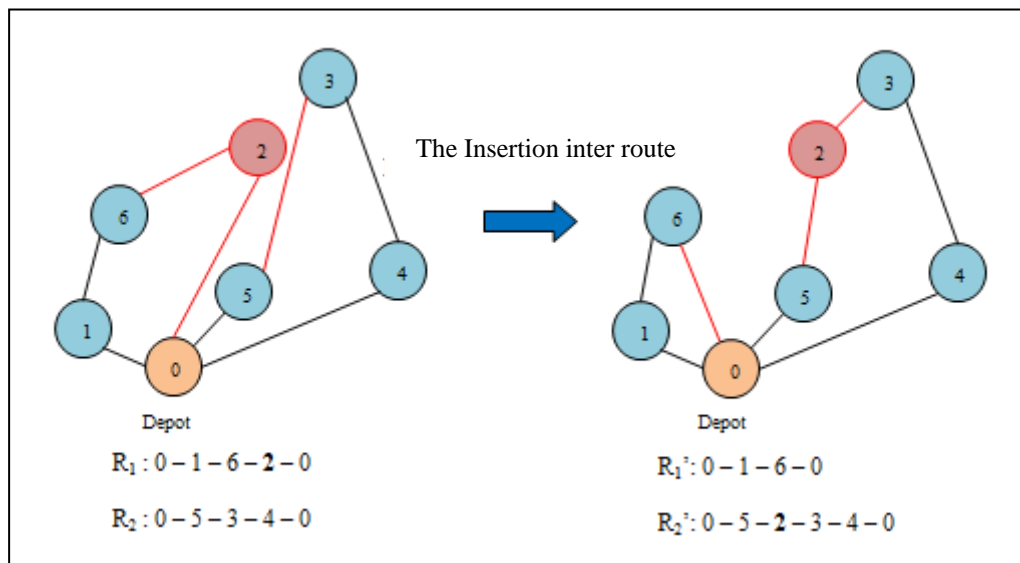 3
2
6
5
4
1
0
Depot
R₁ : 0 – 1 – 6 – 2 – 0
R₂ : 0 – 5 – 3 – 4 – 0
The Insertion inter route
3
2
6
5
4
1
0
Depot
R₁': 0 – 1 – 6 – 0
R₂': 0 – 5 – 2 – 3 – 4 – 0